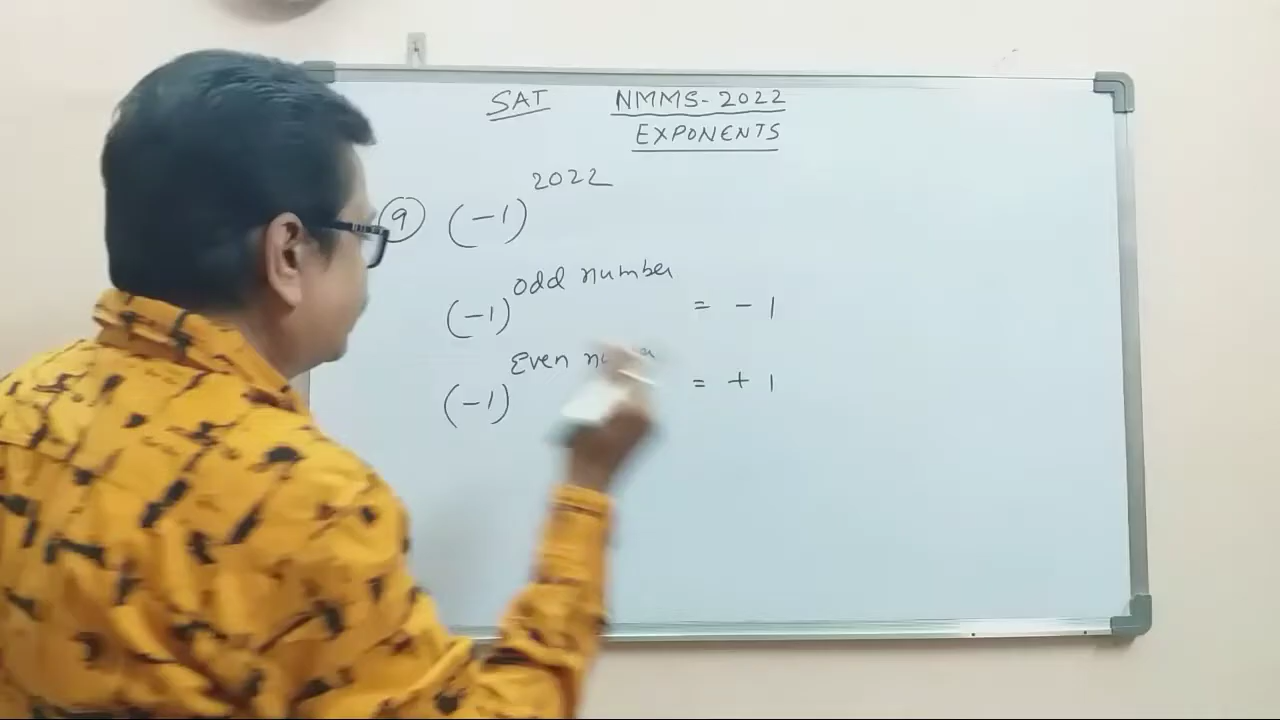 SAT NMMS-2022
EXPONENTS
9 (-1)^2022
(-1)^odd number = -1
(-1)^Even = +1